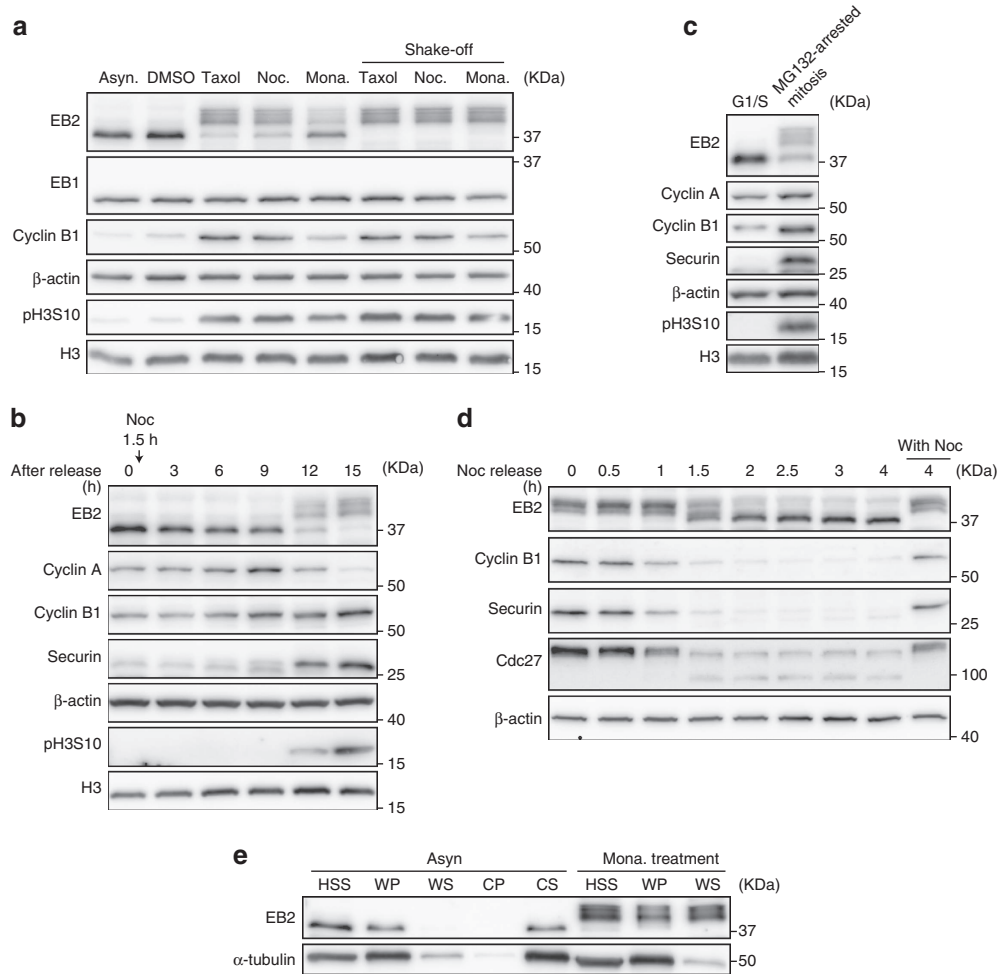 a
Shake-off
Asyn. DMSO Taxol Noc. Mona. Taxol Noc. Mona. (KDa)
EB2
37
37
EB1
Cyclin B1
50
β-actin
40
pH3S10
15
H3
15
c
G1/S MG132-arrested mitosis (KDa)
EB2
37
Cyclin A
50
Cyclin B1
50
Securin
25
β-actin
40
pH3S10
15
H3
15
b
Noc
1.5 h
After release 0 3 6 9 12 15 (KDa)
(h)
EB2
37
Cyclin A
50
Cyclin B1
50
Securin
25
β-actin
40
pH3S10
15
H3
15
d
With Noc
Noc release 0 0.5 1 1.5 2 2.5 3 4 4 (KDa)
(h)
EB2
37
Cyclin B1
50
Securin
25
Cdc27
100
β-actin
40
e
Asyn Mona. treatment
HSS WP WS CP CS HSS WP WS (KDa)
EB2
37
α-tubulin
50